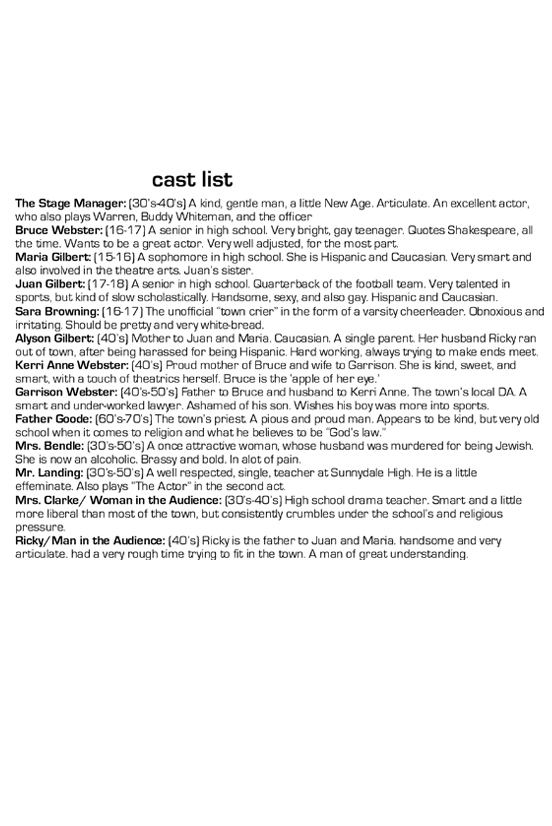 cast list
The Stage Manager: (30's-40's) A kind, gentle man, a little New Age. Articulate. An excellent actor,
who also plays Warren, Buddy Whiteman, and the officer
Bruce Webster: (16-17) A senior in high school. Very bright, gay teenager. Quotes Shakespeare, all
the time. Wants to be a great actor. Very well adjusted, for the most part.
Maria Gilbert: (15-16) A sophomore in high school. She is Hispanic and Caucasian. Very smart and
also involved in the theatre arts. Juan's sister.
Juan Gilbert: (17-18) A senior in high school. Quarterback of the football team. Very talented in
sports, but kind of slow scholastically. Handsome, sexy, and also gay. Hispanic and Caucasian.
Sara Browning: (16-17) The unofficial "town crier" in the form of a varsity cheerleader. Obnoxious and
irritating. Should be pretty and very white-bread.
Alyson Gilbert: (40's) Mother to Juan and Maria. Caucasian. A single parent. Her husband Ricky ran
out of town, after being harassed for being Hispanic. Hard working, always trying to make ends meet.
Kerri Anne Webster: (40's) Proud mother of Bruce and wife to Garrison. She is kind, sweet, and
smart, with a touch of theatrics herself. Bruce is the 'apple of her eye.'
Garrison Webster: (40's-50's) Father to Bruce and husband to Kerri Anne. The town's local DA. A
smart and under-worked lawyer. Ashamed of his son. Wishes his boy was more into sports.
Father Goode: (60's-70's) The town's priest. A pious and proud man. Appears to be kind, but very old
school when it comes to religion and what he believes to be "God's law."
Mrs. Bendle: (30's-50's) A once attractive woman, whose husband was murdered for being Jewish.
She is now an alcoholic. Brassy and bold. In alot of pain.
Mr. Landing: (30's-50's) A well respected, single, teacher at Sunnydale High. He is a little
effeminate. Also plays "The Actor" in the second act.
Mrs. Clarke/ Woman in the Audience: (30's-40's) High school drama teacher. Smart and a little
more liberal than most of the town, but consistently crumbles under the school's and religious
pressure.
Ricky/Man in the Audience: (40's) Ricky is the father to Juan and Maria. handsome and very
articulate. had a very rough time trying to fit in the town. A man of great understanding.